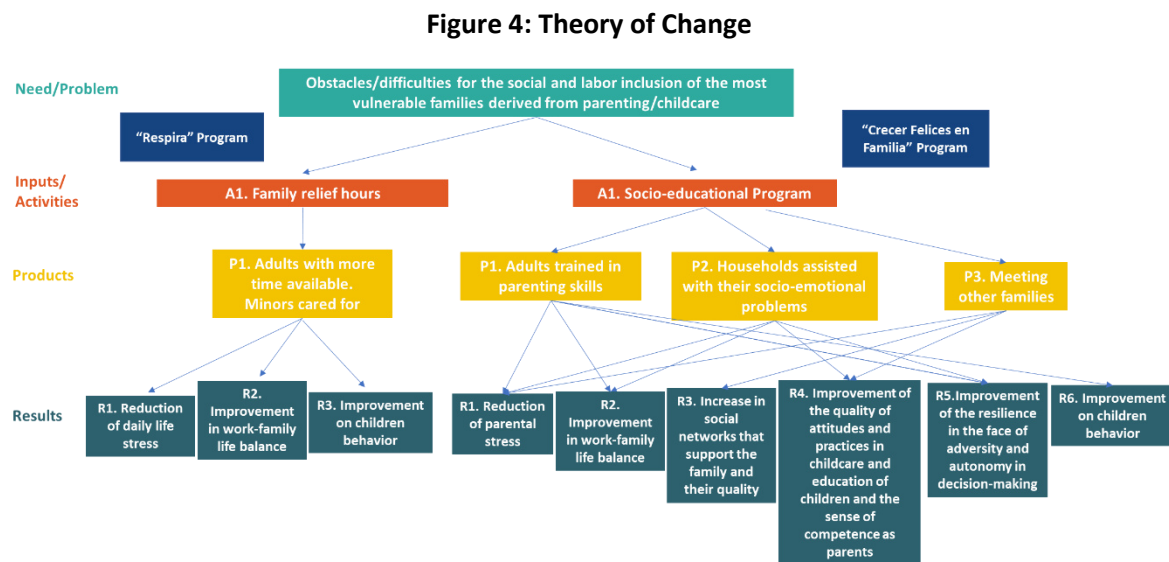 Figure 4: Theory of Change
Need/Problem
Obstacles/difficulties for the social and labor inclusion of the most
vulnerable families derived from parenting/childcare
“Respira” Program
“Crecer Felices en
Familia” Program
Inputs/
Activities
A1. Family relief hours
A1. Socio-educational Program
Products
P1. Adults with more
time available.
Minors cared for
P1. Adults trained in
parenting skills
P2. Households assisted
with their socio-emotional
problems
P3. Meeting
other families
Results
R1. Reduction
of daily life
stress
R2.
Improvement
in work-family
life balance
R3. Improvement
on children
behavior
R1. Reduction
of parental
stress
R2.
Improvement
in work-family
life balance
R3. Increase in
social
networks that
support the
family and
their quality
R4. Improvement of
the quality of
attitudes and
practices in
childcare and
education of
children and the
sense of
competence as
parents
R5.Improvement
of the resilience
in the face of
adversity and
autonomy in
decision-making
R6. Improvement
on children
behavior